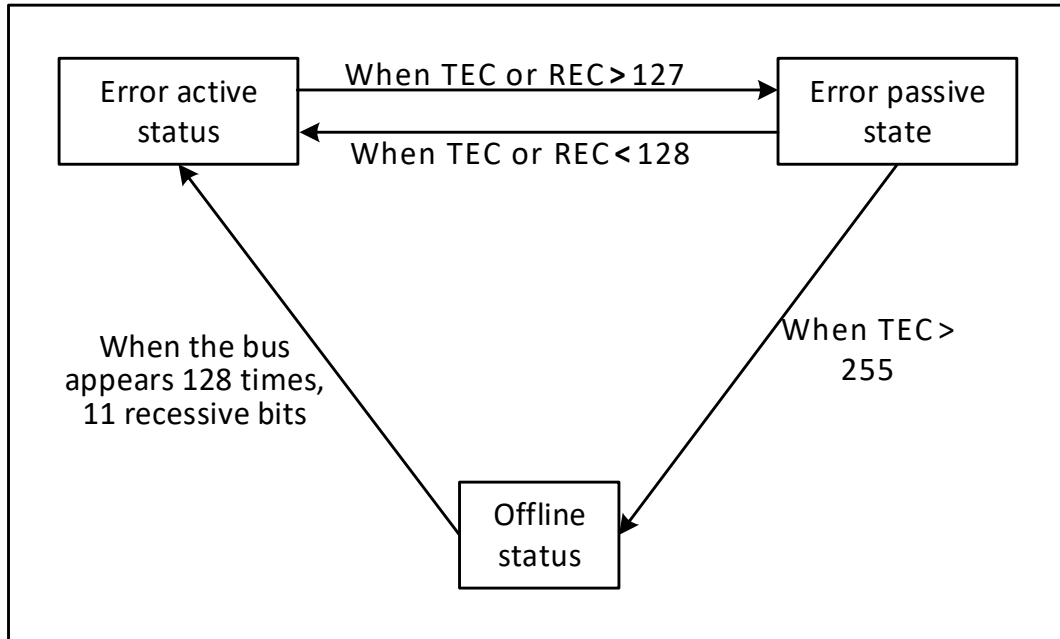 When TEC or REC > 127
Error active
status
Error passive
state
When TEC or REC < 128
When TEC >
255
When the bus
appears 128 times,
11 recessive bits
Offline
status